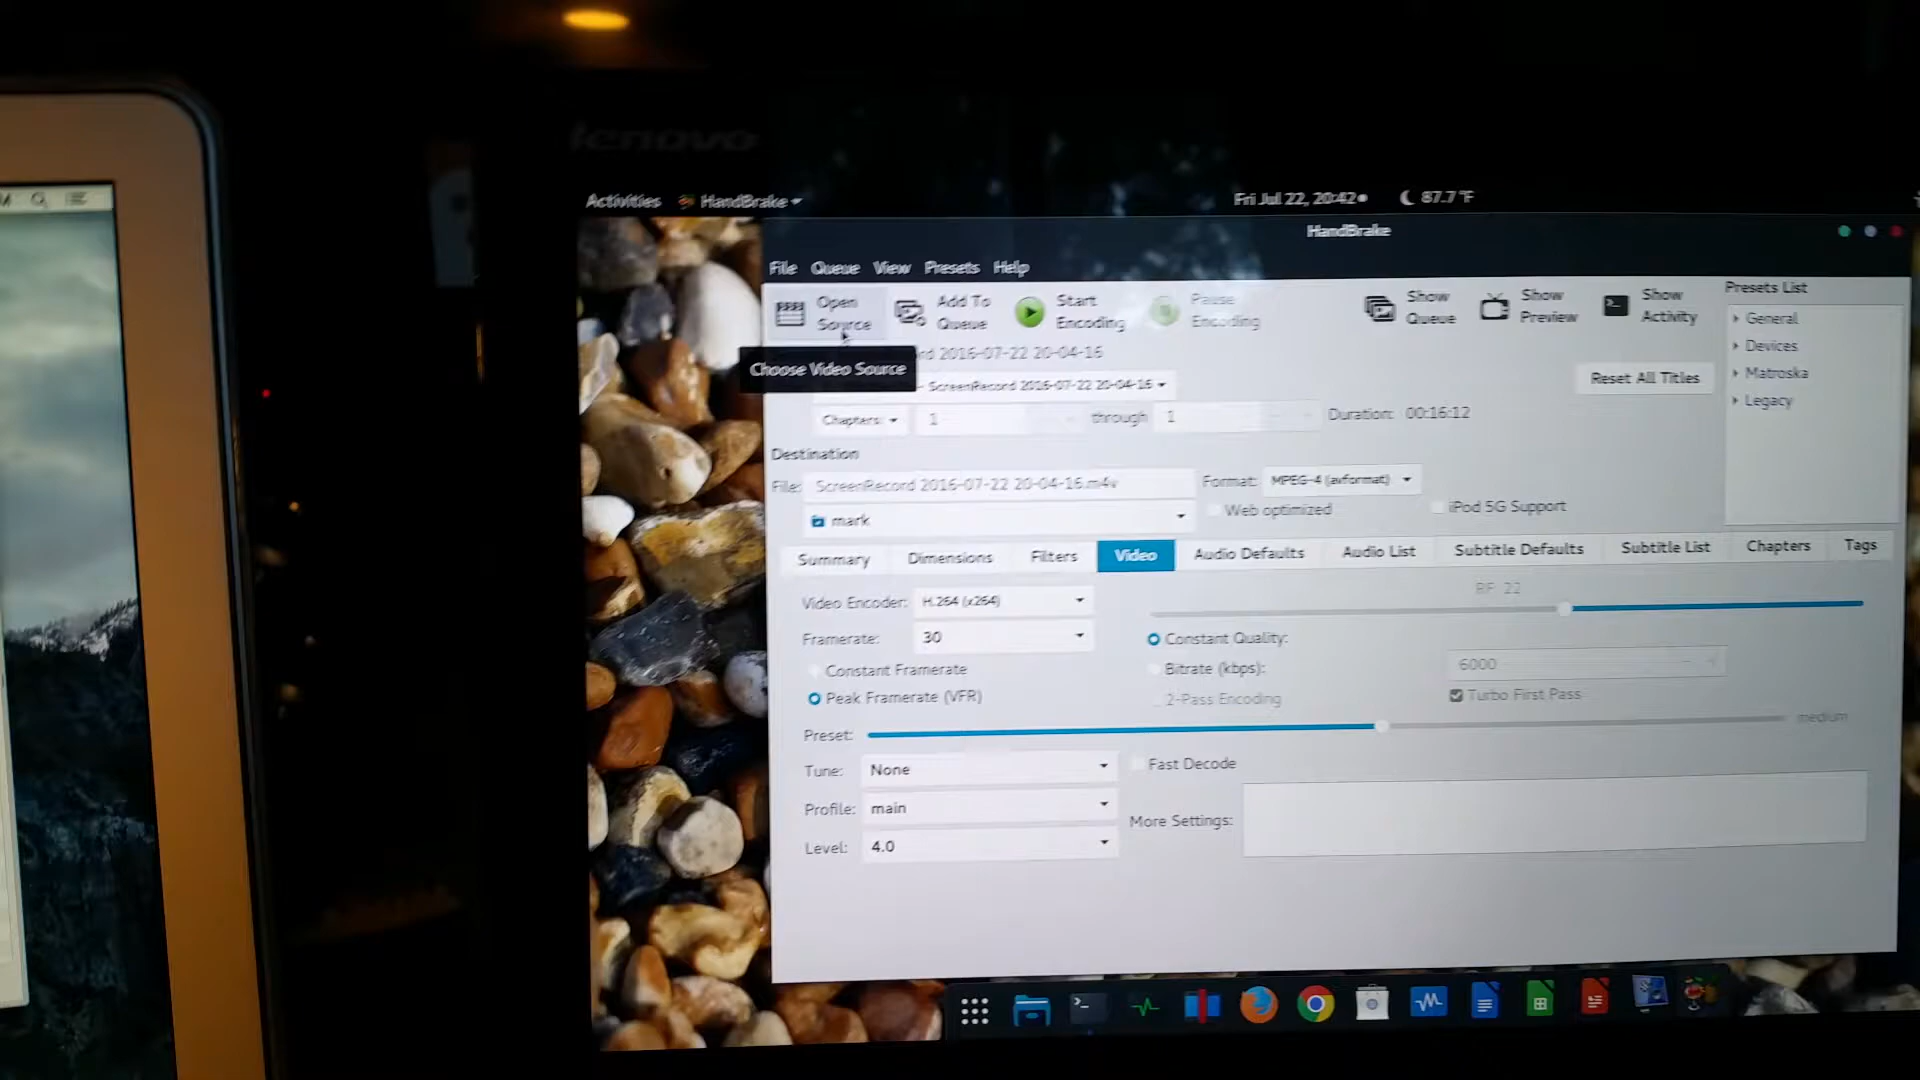 lenovo
Activities HandBrake Fri Jul 22, 20:42 87.7 °F
HandBrake
File Queue View Presets Help
Open Source Add To Queue Start Encoding Pause Encoding Show Queue Show Preview Show Activity Presets List
General
Devices
Matroska
Legacy
rd 2016-07-22 20-04-16
Choose Video Source
- ScreenRecord 2016-07-22 20-04-16 Reset All Titles
Chapters: 1 through 1 Duration: 00:16:12
Destination
File: ScreenRecord 2016-07-22 20-04-16.m4v Format: MPEG-4 (avformat)
mark Web optimized iPod 5G Support
Summary Dimensions Filters Video Audio Defaults Audio List Subtitle Defaults Subtitle List Chapters Tags
Video Encoder: H.264 (x264) RF 22
Framerate: 30 Constant Quality:
Constant Framerate Bitrate (kbps): 6000
Peak Framerate (VFR) 2-Pass Encoding Turbo First Pass
Preset: medium
Tune: None Fast Decode
Profile: main More Settings:
Level: 4.0